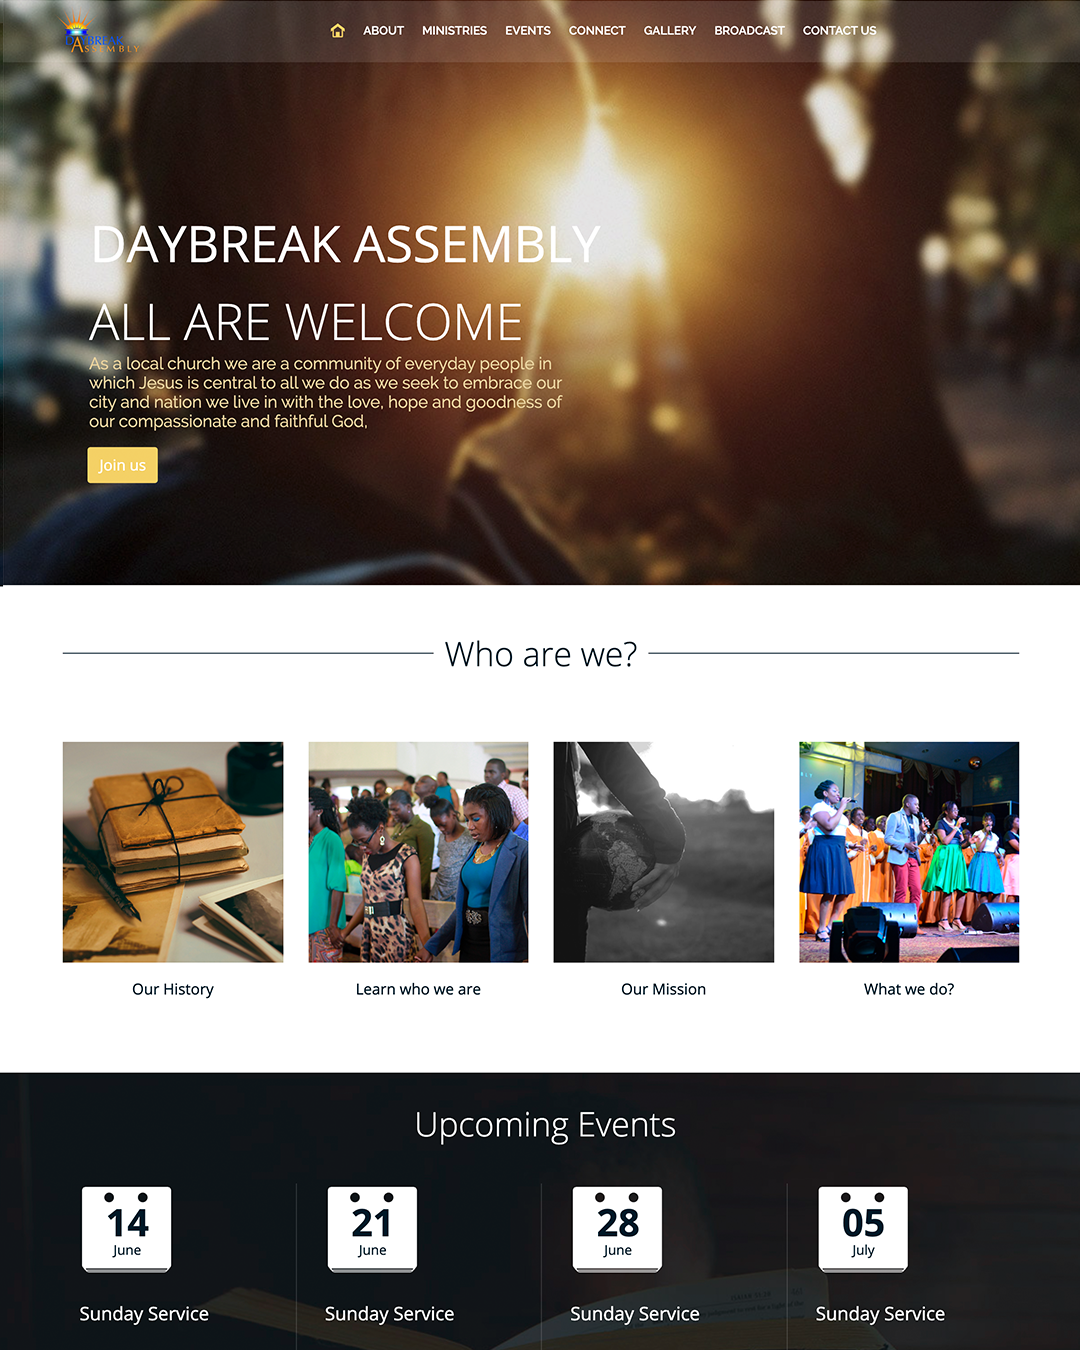 DAYBREAK
ASSEMBLY
ABOUT MINISTRIES EVENTS CONNECT GALLERY BROADCAST CONTACT US
DAYBREAK ASSEMBLY
ALL ARE WELCOME
As a local church we are a community of everyday people in
which Jesus is central to all we do as we seek to embrace our
city and nation we live in with the love, hope and goodness of
our compassionate and faithful God,
Join us
Who are we?
Our History
Learn who we are
Our Mission
What we do?
Upcoming Events
14
June
Sunday Service
21
June
Sunday Service
28
June
Sunday Service
05
July
Sunday Service